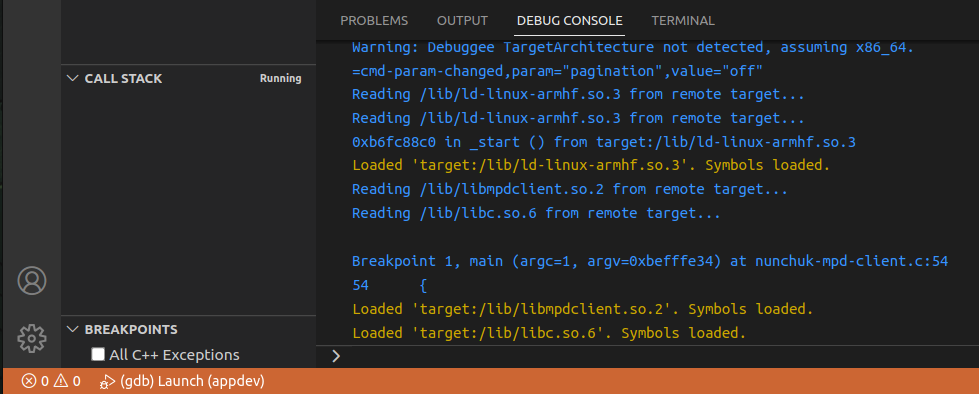 PROBLEMS OUTPUT DEBUG CONSOLE TERMINAL
CALL STACK Running
BREAKPOINTS
All C++ Exceptions
Warning: Debuggee TargetArchitecture not detected, assuming x86_64.
=cmd-param-changed,param="pagination",value="off"
Reading /lib/ld-linux-armhf.so.3 from remote target...
Reading /lib/ld-linux-armhf.so.3 from remote target...
0xb6fc88c0 in _start () from target:/lib/ld-linux-armhf.so.3
Loaded 'target:/lib/ld-linux-armhf.so.3'. Symbols loaded.
Reading /lib/libmpdclient.so.2 from remote target...
Reading /lib/libc.so.6 from remote target...
Breakpoint 1, main (argc=1, argv=0xbefffe34) at nunchuk-mpd-client.c:54
54 {
Loaded 'target:/lib/libmpdclient.so.2'. Symbols loaded.
Loaded 'target:/lib/libc.so.6'. Symbols loaded.
0 0 (gdb) Launch (appdev)